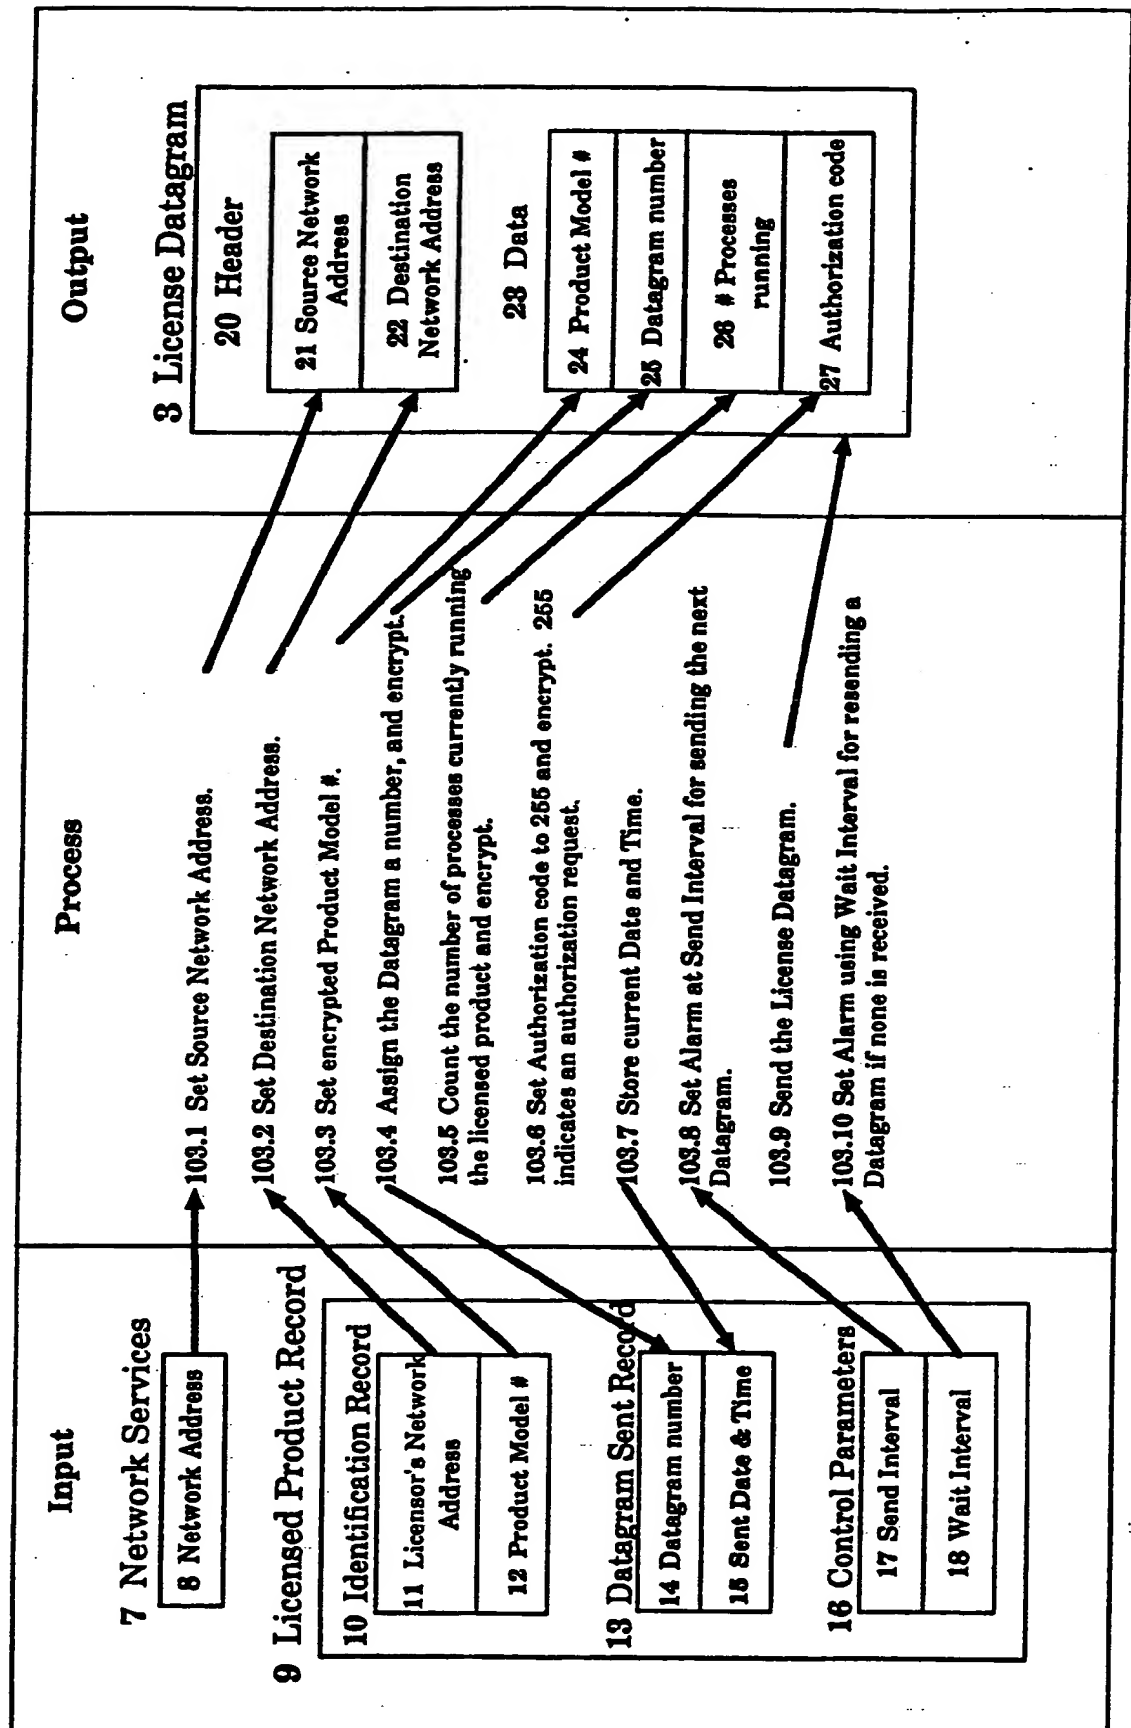 Input
7 Network Services
8 Network Address
9 Licensed Product Record
10 Identification Record
11 Licensor's Network
Address
12 Product Model #
13 Datagram Sent Record
14 Datagram number
15 Sent Date & Time
16 Control Parameters
17 Send Interval
18 Wait Interval
Process
103.1 Set Source Network Address.
103.2 Set Destination Network Address.
103.3 Set encrypted Product Model #.
103.4 Assign the Datagram a number, and encrypt.
103.5 Count the number of processes currently running
the licensed product and encrypt.
103.6 Set Authorization code to 255 and encrypt. 255
indicates an authorization request.
103.7 Store current Date and Time.
103.8 Set Alarm at Send Interval for sending the next
Datagram.
103.9 Send the License Datagram.
103.10 Set Alarm using Wait Interval for resending a
Datagram if none is received.
Output
3 License Datagram
20 Header
21 Source Network
Address
22 Destination
Network Address
23 Data
24 Product Model #
25 Datagram number
26 # Processes
running
27 Authorization code